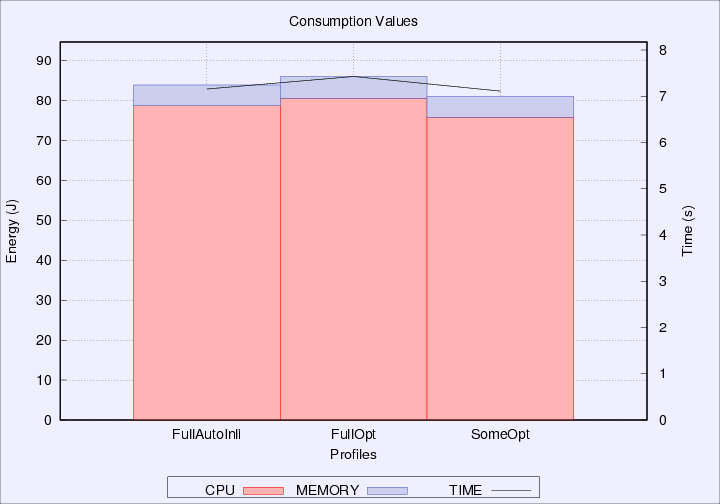 Consumption Values
90
80
70
60
50
40
30
20
10
0
Energy (J)
8
7
6
5
4
3
2
1
0
Time (s)
FullAutoInli
FullOpt
SomeOpt
Profiles
CPU
MEMORY
TIME